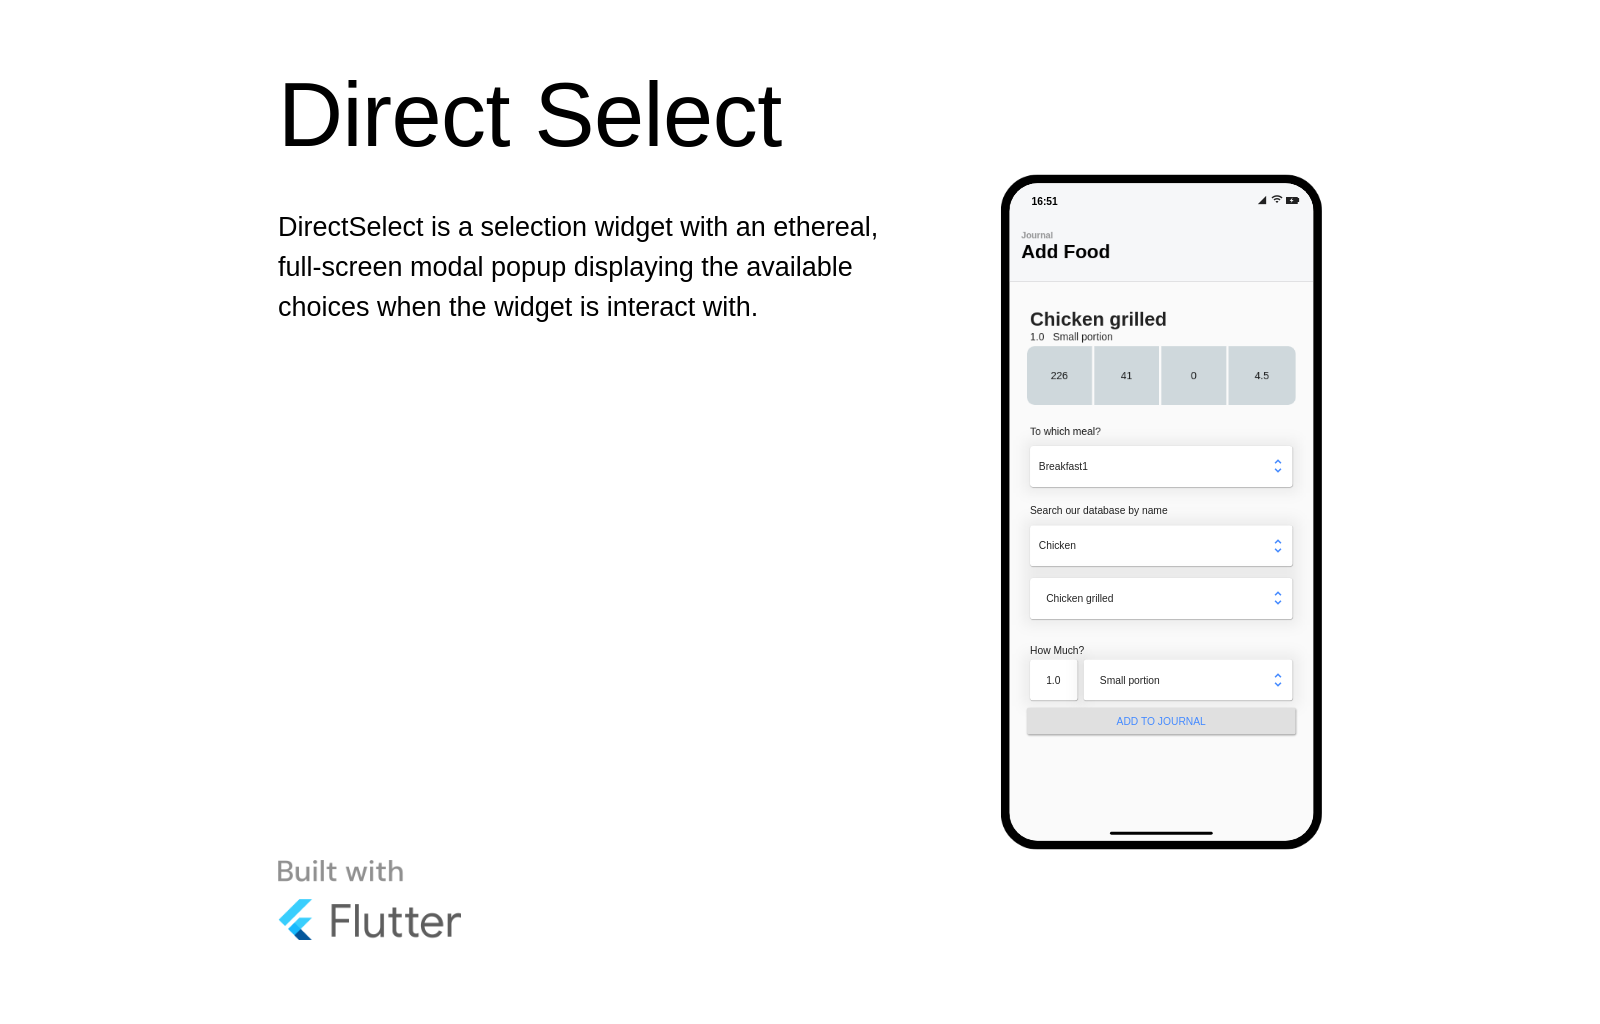 Direct Select
DirectSelect is a selection widget with an ethereal,
full-screen modal popup displaying the available
choices when the widget is interact with.
Built with
Flutter
16:51
Journal
Add Food
Chicken grilled
1.0 Small portion
226 41 0 4.5
To which meal?
Breakfast1
Search our database by name
Chicken
Chicken grilled
How Much?
1.0 Small portion
ADD TO JOURNAL